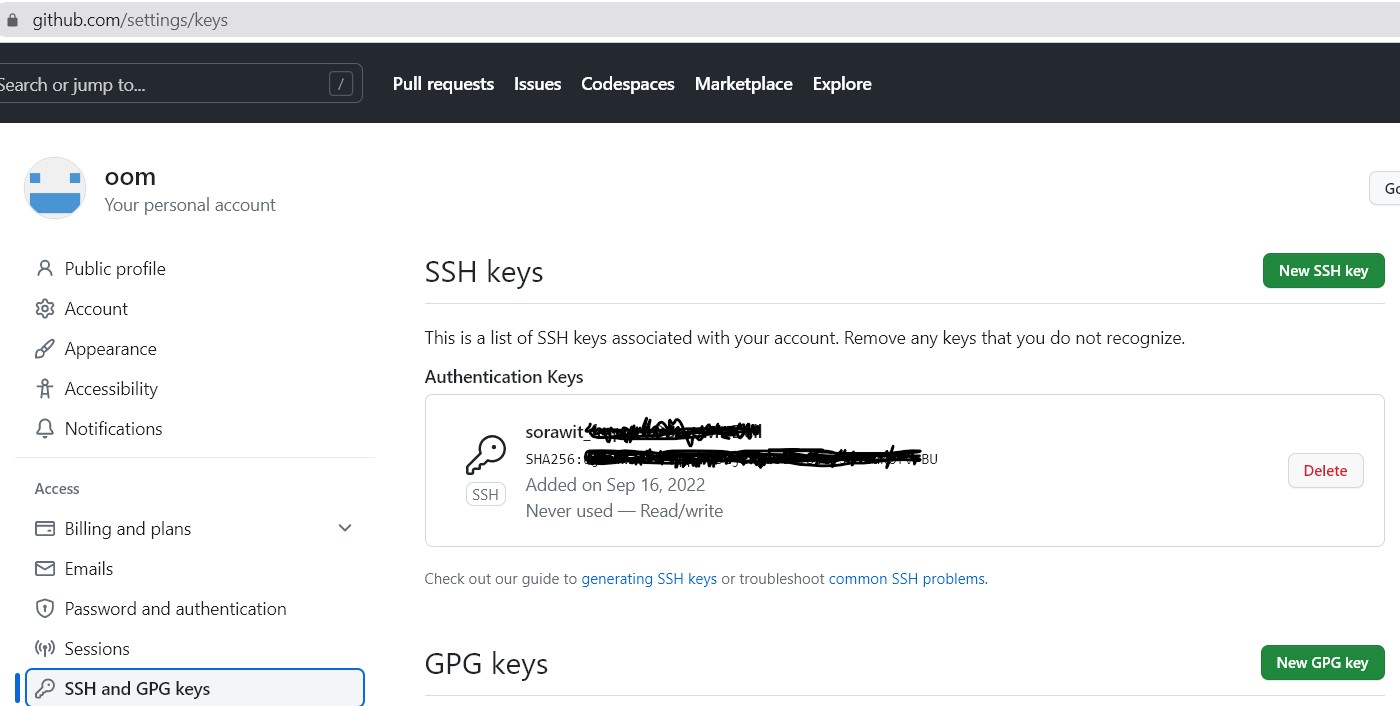 github.com/settings/keys
Search or jump to...
/
Pull requests
Issues
Codespaces
Marketplace
Explore
oom
Your personal account
Go
Public profile
Account
Appearance
Accessibility
Notifications
Access
Billing and plans
Emails
Password and authentication
Sessions
SSH and GPG keys
SSH keys
New SSH key
This is a list of SSH keys associated with your account. Remove any keys that you do not recognize.
Authentication Keys
sorawit_
SHA256:
BU
SSH
Added on Sep 16, 2022
Never used — Read/write
Delete
Check out our guide to generating SSH keys or troubleshoot common SSH problems.
GPG keys
New GPG key